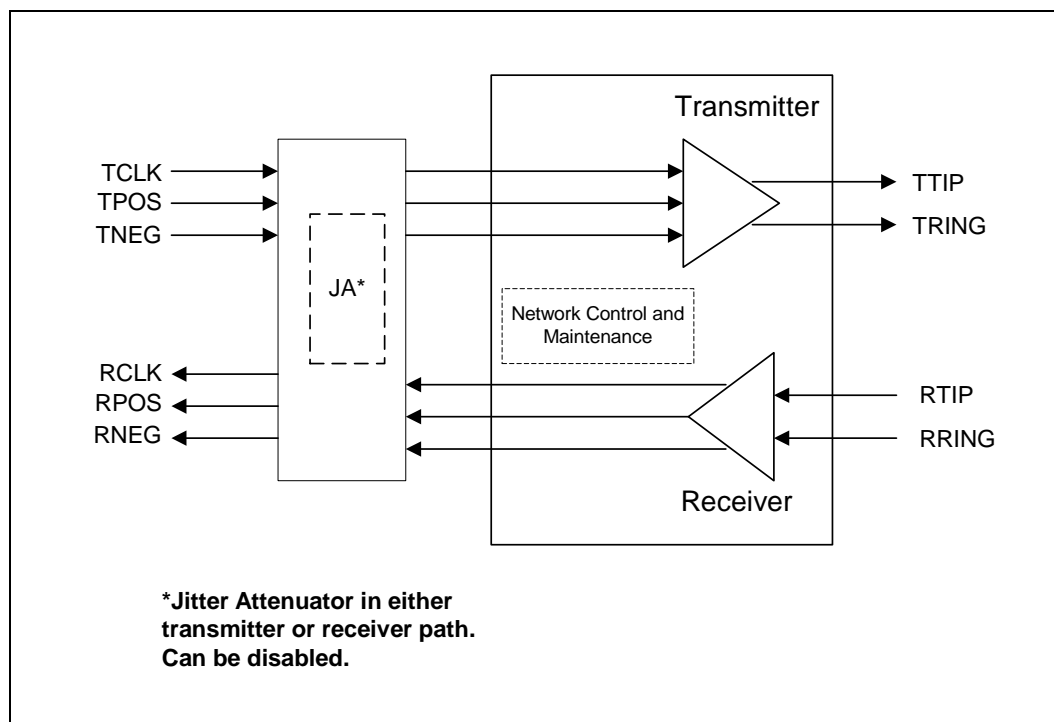 Transmitter
TCLK
TPOS
TNEG
TTIP
TRING
JA*
Network Control and
Maintenance
RCLK
RPOS
RNEG
RTIP
RRING
Receiver
*Jitter Attenuator in either
transmitter or receiver path.
Can be disabled.